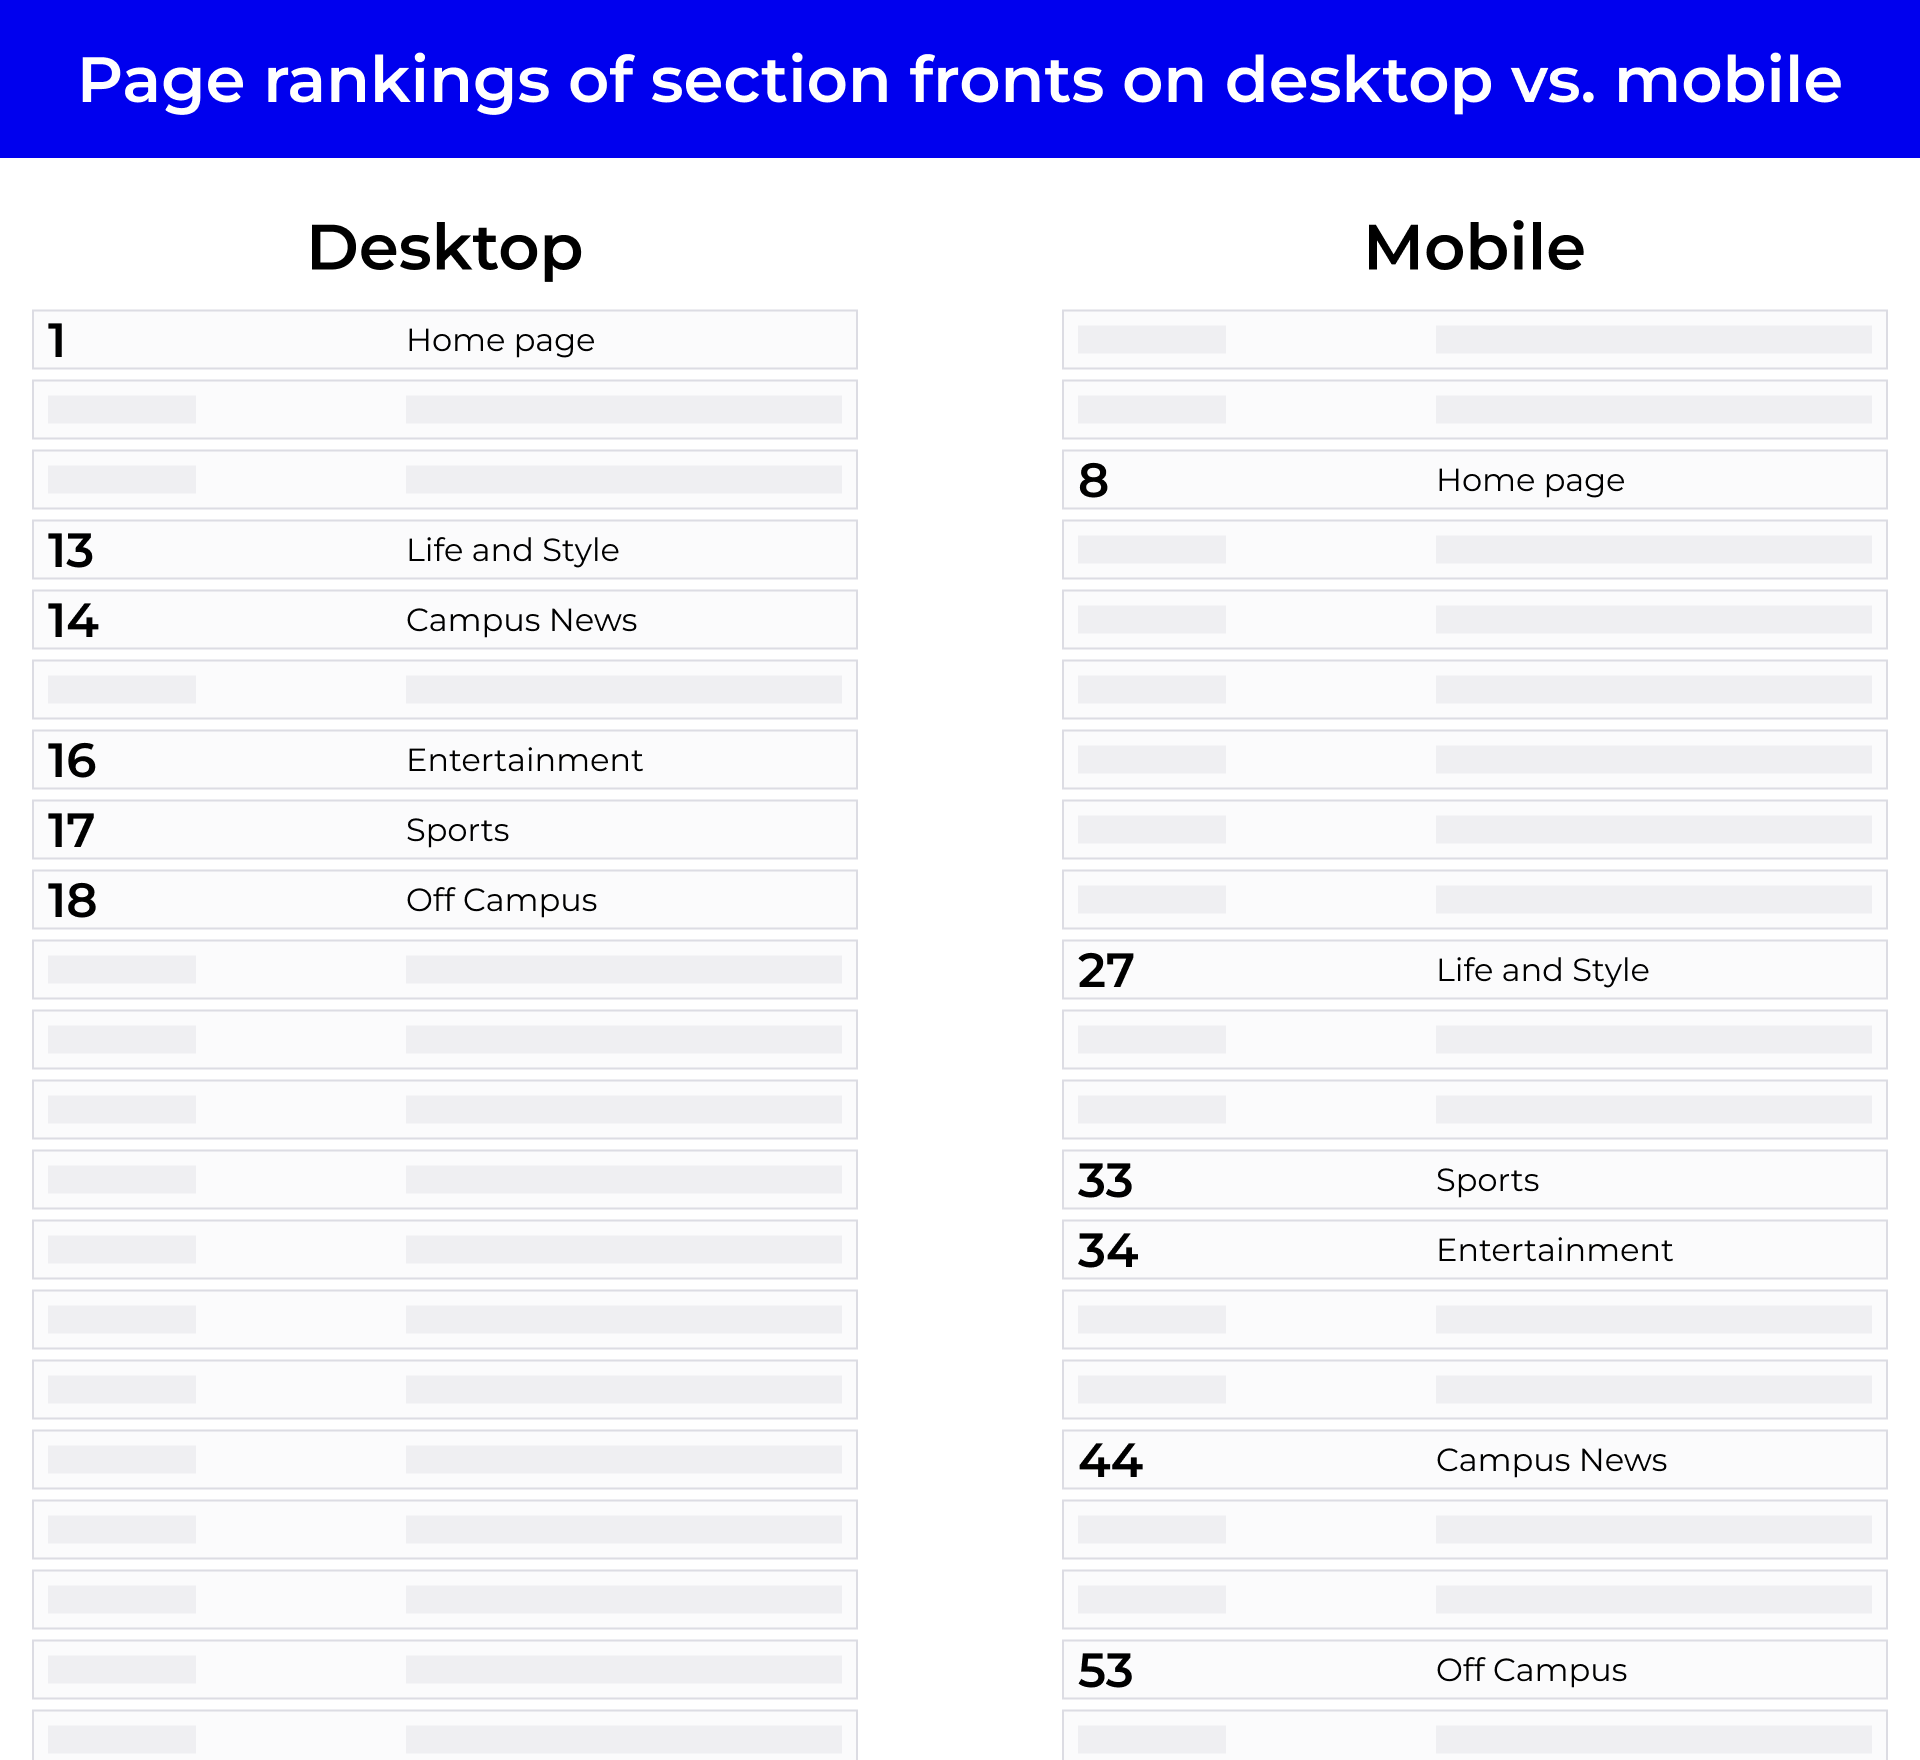 Page rankings of section fronts on desktop vs. mobile
Desktop
1 Home page
13 Life and Style
14 Campus News
16 Entertainment
17 Sports
18 Off Campus
Mobile
8 Home page
27 Life and Style
33 Sports
34 Entertainment
44 Campus News
53 Off Campus